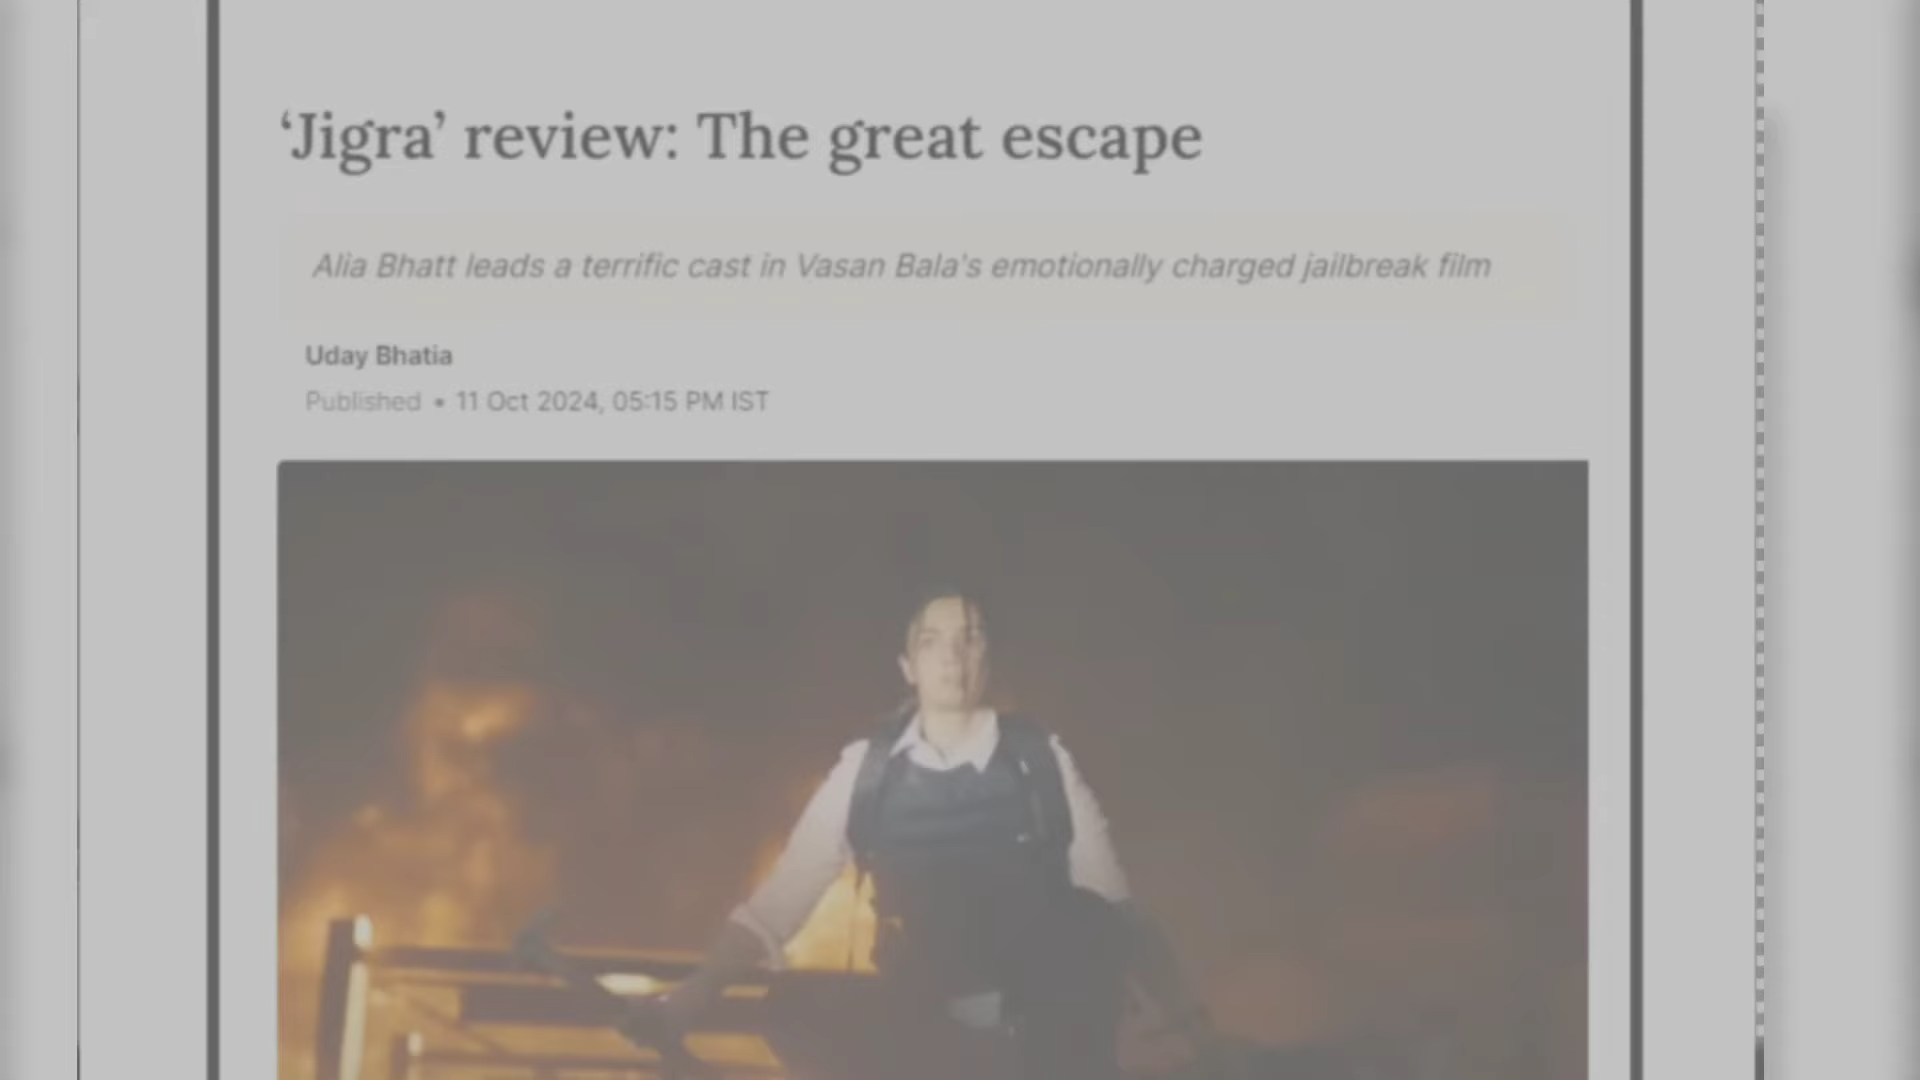 ‘Jigra’ review: The great escape
Alia Bhatt leads a terrific cast in Vasan Bala's emotionally charged jailbreak film
Uday Bhatia
Published • 11 Oct 2024, 05:15 PM IST